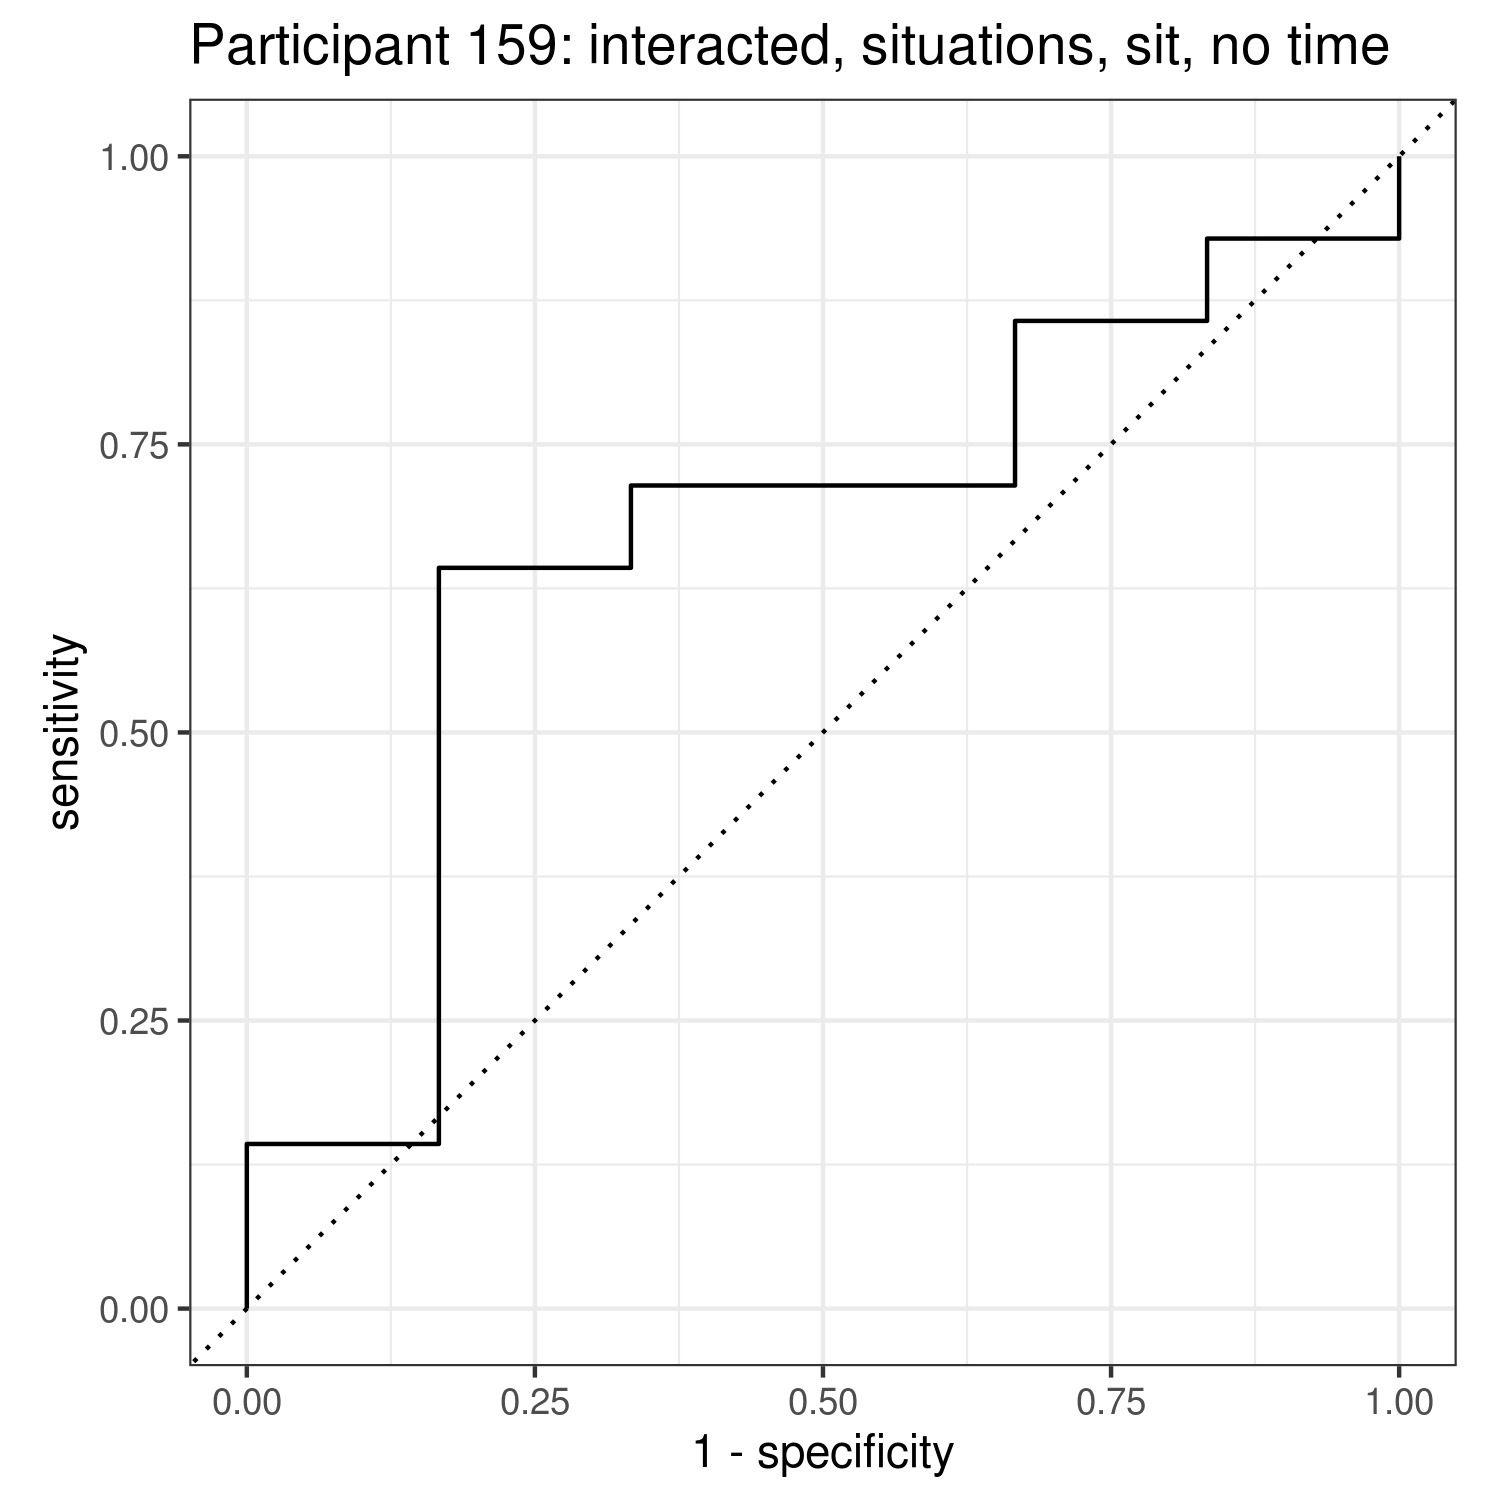 Participant 159: interacted, situations, sit, no time
1.00
0.75
0.50
0.25
0.00
sensitivity
0.00 0.25 0.50 0.75 1.00
1 - specificity